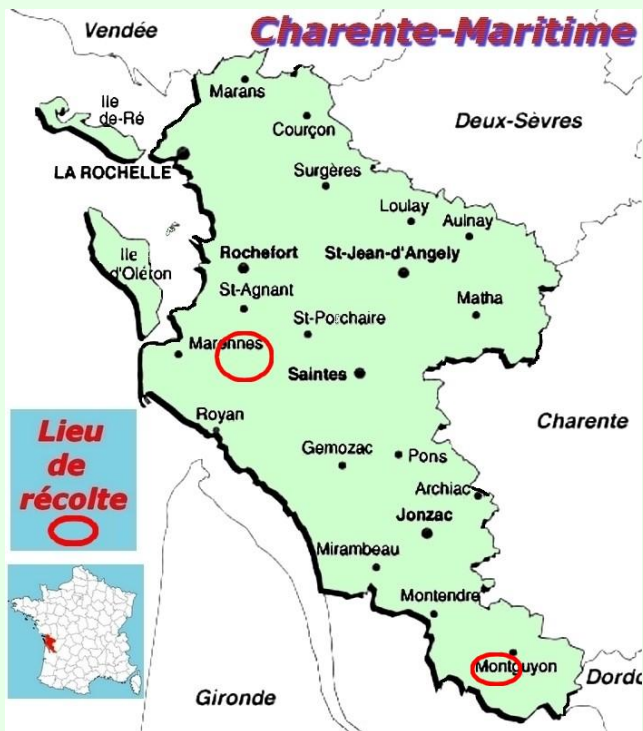 Vendée
Charente-Maritime
Marans
Ile
de-Ré
Courçon
Deux-Sèvres
LA ROCHELLE
Surgères
Loulay
Aulnay
Ile
d'Oléron
Rochefort
St-Jean-d'Angely
St-Agnant
Matha
St-Porchaire
Marennes
Saintes
Royan
Charente
Lieu
de
récolte
Gemozac
Pons
Archiac
Jonzac
Mirambeau
Montendre
Montguyon
Dordo
Gironde